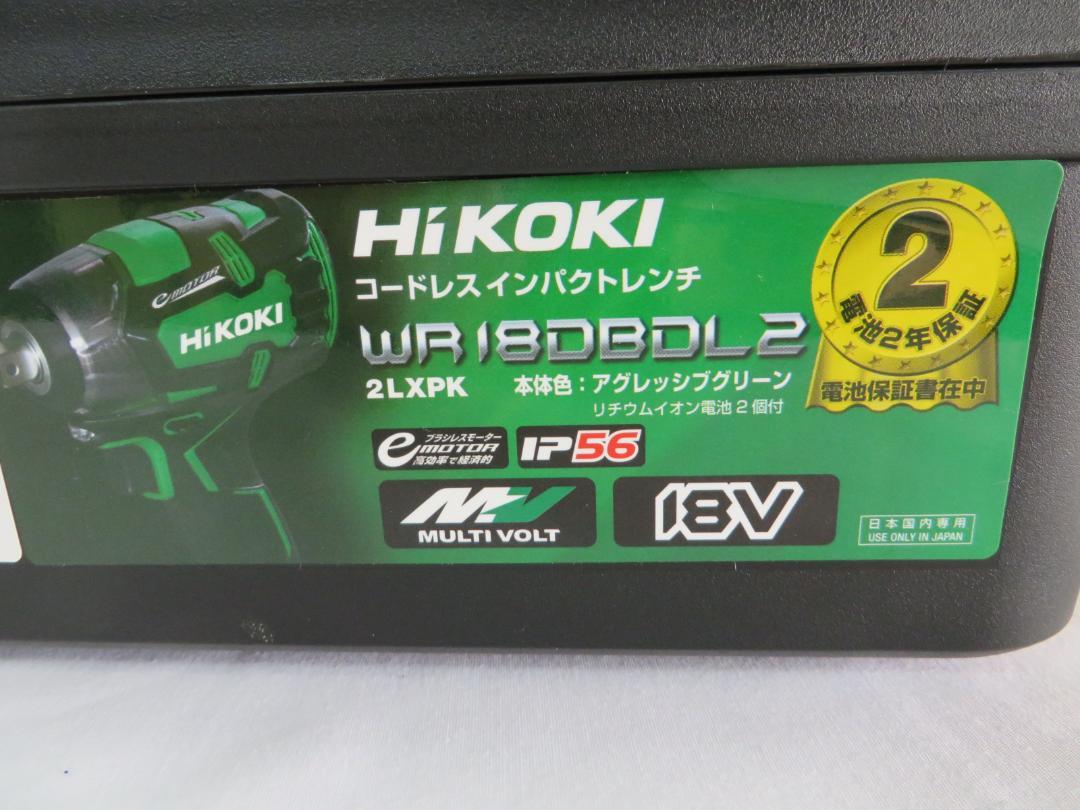 HiKOKI
コードレスインパクトレンチ
WR18DBDL2
2LXPK 本体色：アグレッシブグリーン
リチウムイオン電池2個付
ブラシレスモーター
e MOTOR
高効率で経済的
IP56
MV
MULTI VOLT
18V
日本国内専用
USE ONLY IN JAPAN
2
電池2年保証
電池保証書在中
e MOTOR
HiKOKI